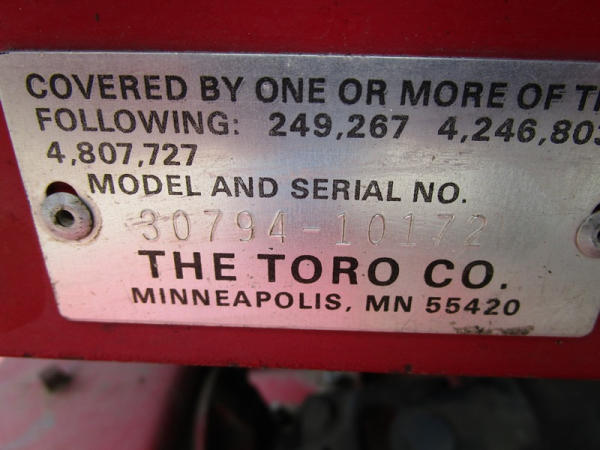 COVERED BY ONE OR MORE OF
FOLLOWING: 249,267 4,246,803
4,807,727
MODEL AND SERIAL NO.
30794-10172
THE TORO CO.
MINNEAPOLIS, MN 55420